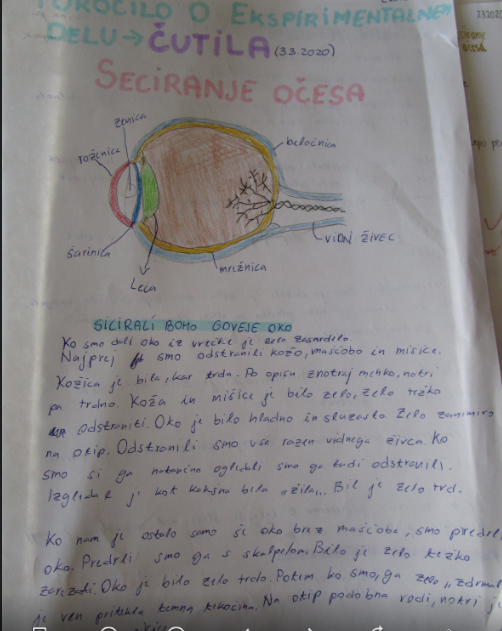 POROČILO O EKSPIRIMENTALNEM
DELU → ČUTILA (3.3.2020)
SECIRANJE OČESA
zenica
roženica
beločnica
šarenica
VIDNI ŽIVEC
mrežnica
Leča
SICIRALI BOMO GOVEJE OKO
Ko smo dali oko iz vrečke je zelo zasmrdelo.
Najprej smo odstranili kožo, maščobo in mišice.
Kožica je bila, kar trda. Po opisu znotraj mehko, notri
pa trdno. Koža in mišice je bilo zelo, zelo težko
odstraniti. Oko je bilo hladno in sluzasto. Zelo zanimivo
na otip. Odstranili smo vse razen vidnega živca. Ko
smo si ga natančno ogledali smo ga tudi odstranili.
Izgledal je kot kakšna bela "žila". Bil je zelo trd.
Ko nam je ostalo samo še oko brez maščobe, smo predrli
oko. Predrli smo ga s skalpelom. Bilo je zelo težko
zarezati. Oko je bilo zelo trdo. Potem ko smo ga zelo
je ven pritekla temna tekočina. Na otip podobna vodi, notri je